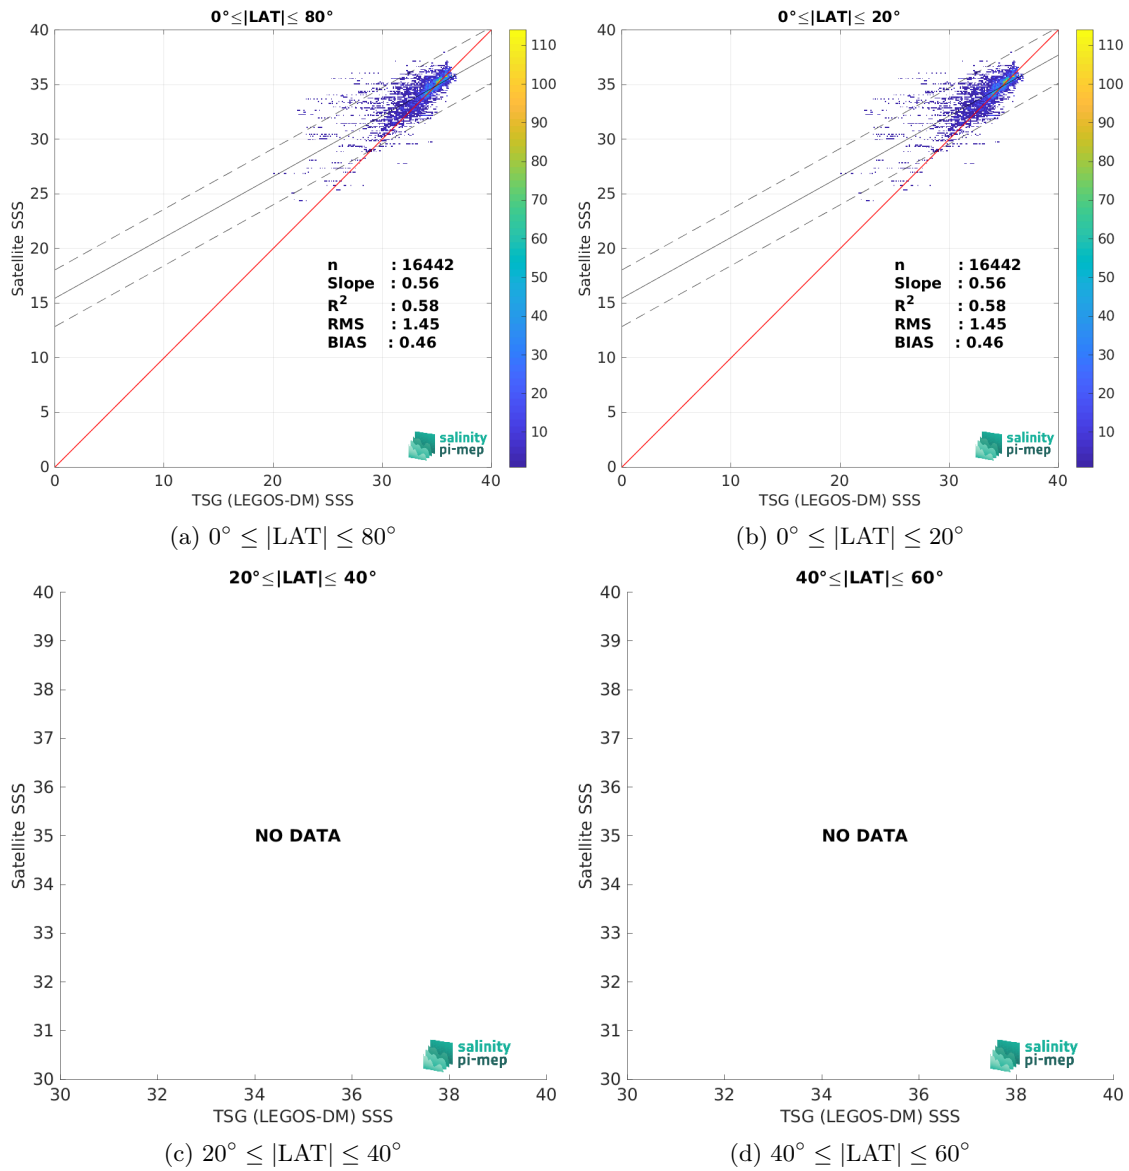 0°≤|LAT|≤ 80°
40
35
30
25
20
15
10
5
0
Satellite SSS
n : 16442
Slope : 0.56
R² : 0.58
RMS : 1.45
BIAS : 0.46
salinity
pi-mep
0 10 20 30 40
TSG (LEGOS-DM) SSS
110
100
90
80
70
60
50
40
30
20
10
(a) 0° ≤ |LAT| ≤ 80°
0°≤|LAT|≤ 20°
40
35
30
25
20
15
10
5
0
Satellite SSS
n : 16442
Slope : 0.56
R² : 0.58
RMS : 1.45
BIAS : 0.46
salinity
pi-mep
0 10 20 30 40
TSG (LEGOS-DM) SSS
110
100
90
80
70
60
50
40
30
20
10
(b) 0° ≤ |LAT| ≤ 20°
20°≤|LAT|≤ 40°
40
39
38
37
36
35
34
33
32
31
30
Satellite SSS
NO DATA
salinity
pi-mep
30 32 34 36 38 40
TSG (LEGOS-DM) SSS
(c) 20° ≤ |LAT| ≤ 40°
40°≤|LAT|≤ 60°
40
39
38
37
36
35
34
33
32
31
30
Satellite SSS
NO DATA
salinity
pi-mep
30 32 34 36 38 40
TSG (LEGOS-DM) SSS
(d) 40° ≤ |LAT| ≤ 60°